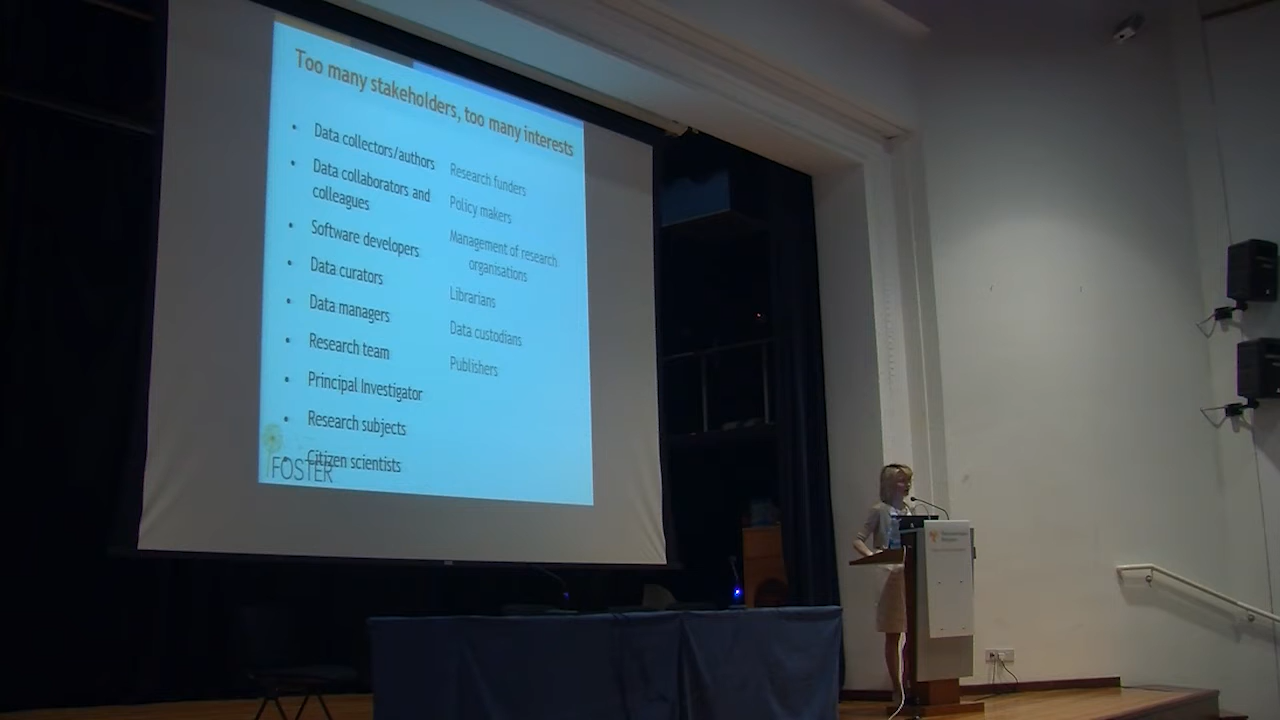 Too many stakeholders, too many interests
• Data collectors/authors
• Data collaborators and
colleagues
• Software developers
• Data curators
• Data managers
• Research team
• Principal Investigator
• Research subjects
• Citizen scientists
Research funders
Policy makers
Management of research
organisations
Librarians
Data custodians
Publishers
FOSTER